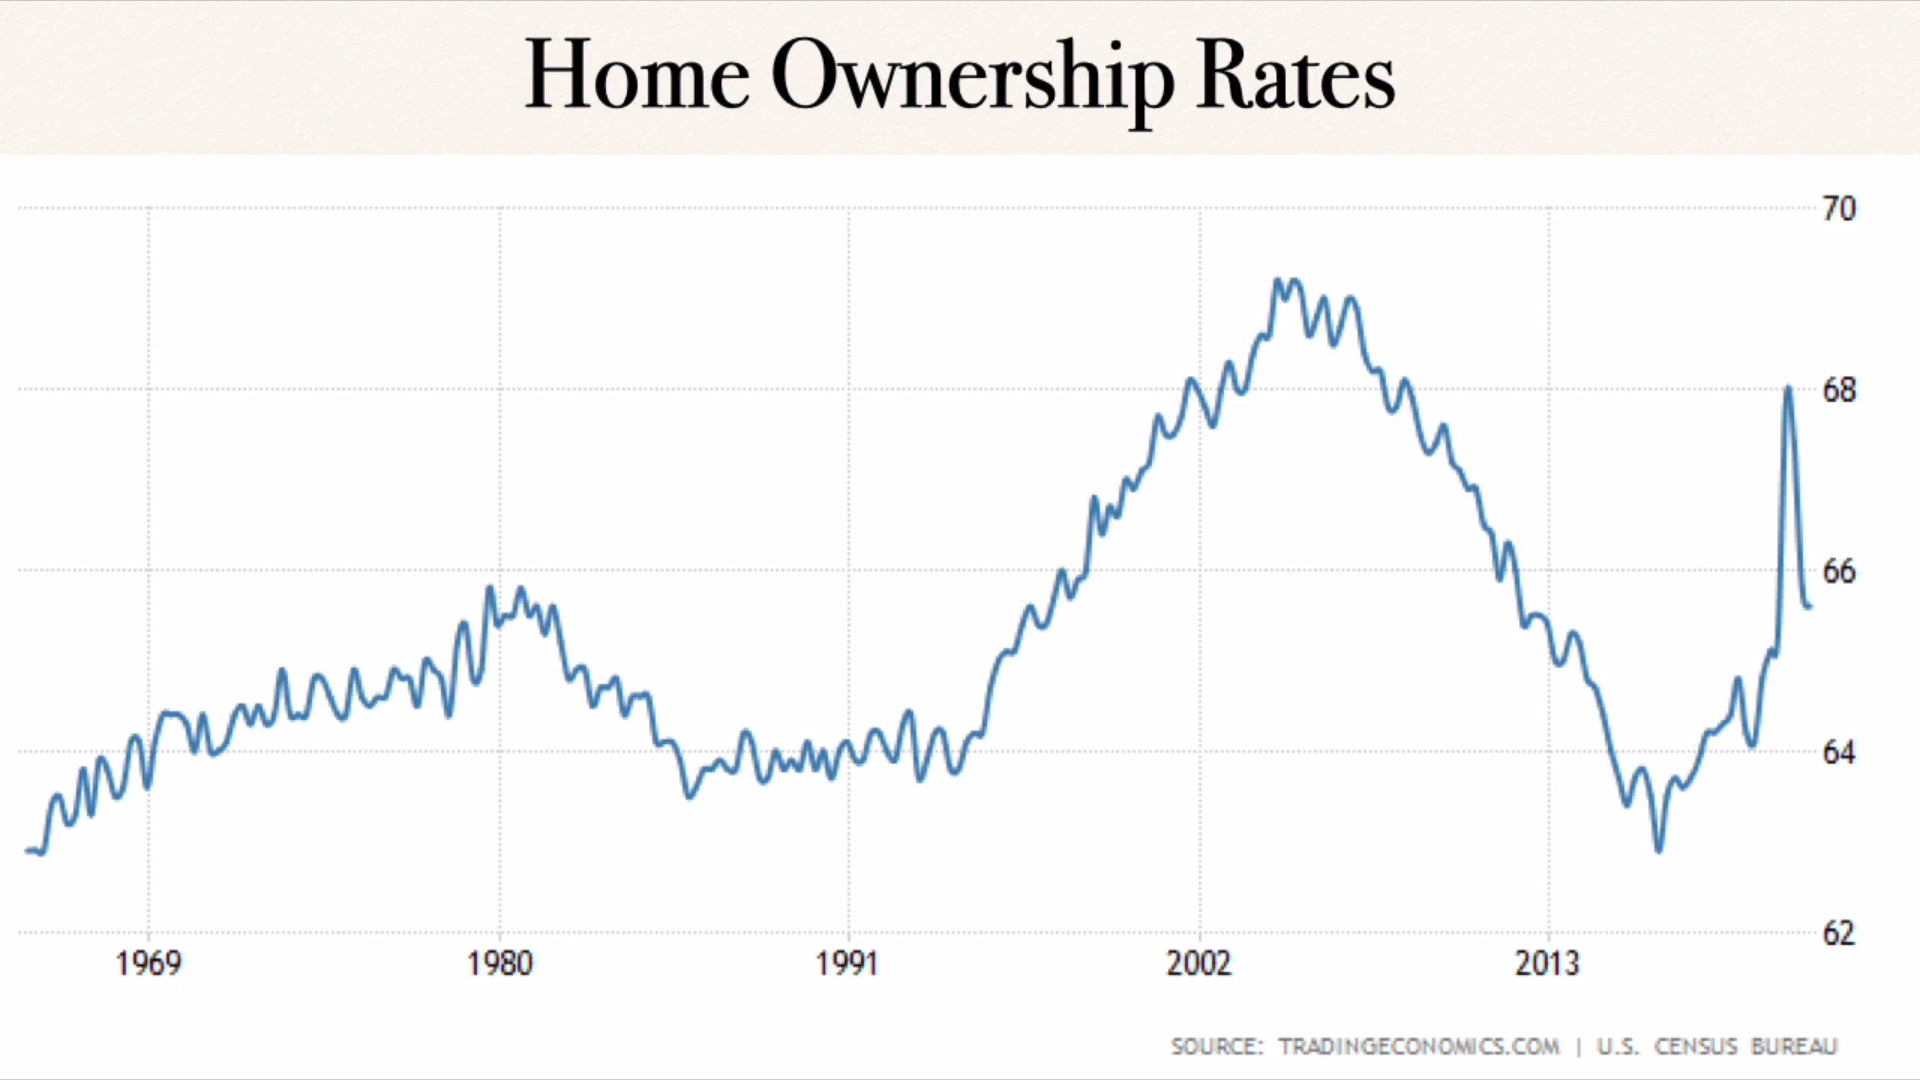 Home Ownership Rates
70
68
66
64
62
1969 1980 1991 2002 2013
SOURCE: TRADINGECONOMICS.COM | U.S. CENSUS BUREAU